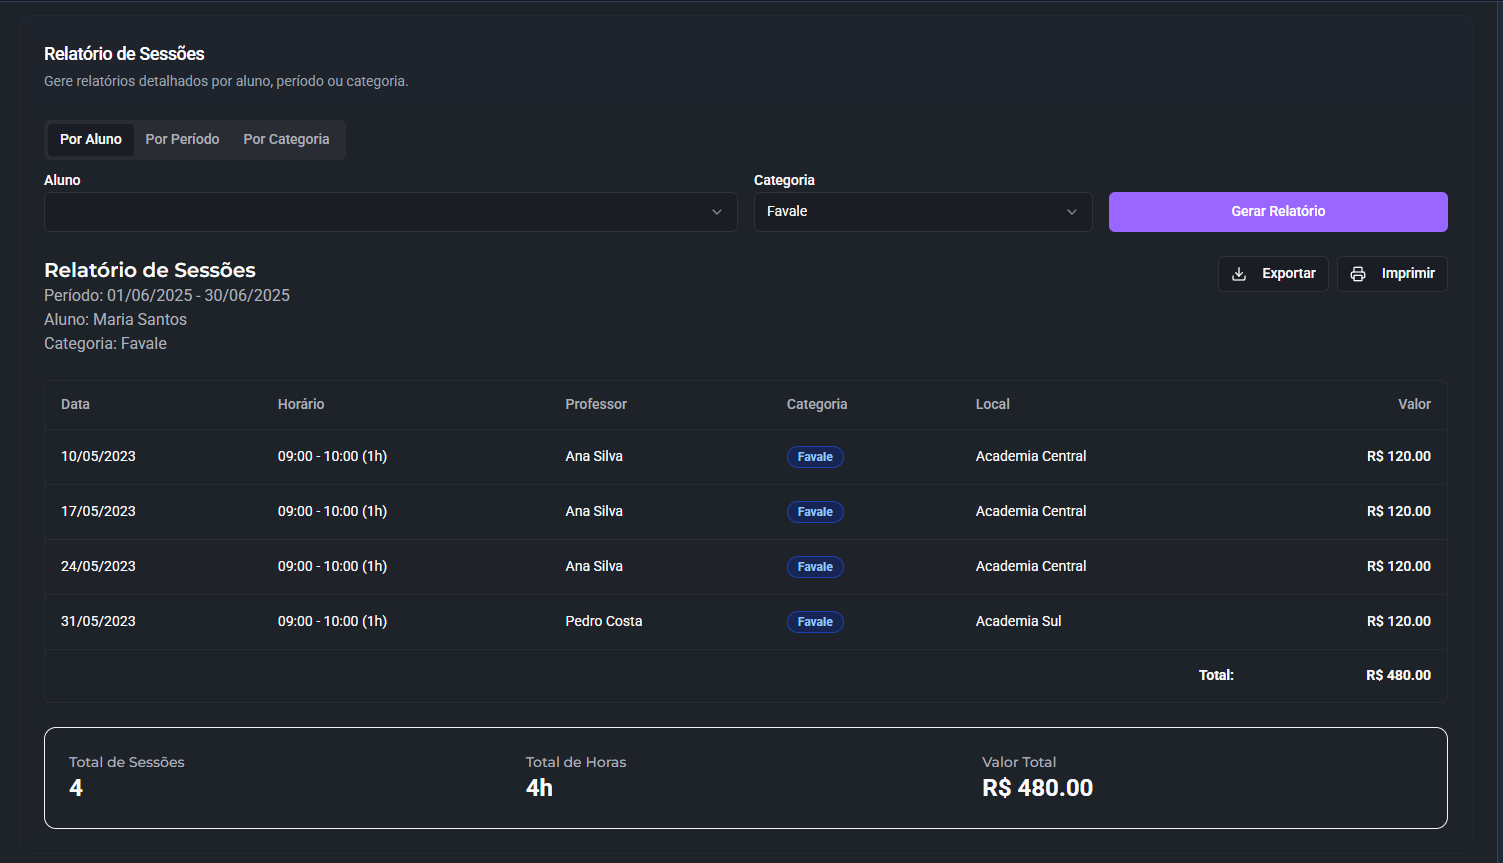 Relatório de Sessões
Gere relatórios detalhados por aluno, período ou categoria.
Por Aluno Por Período Por Categoria
Aluno Categoria
Favale Gerar Relatório
Relatório de Sessões Exportar Imprimir
Período: 01/06/2025 - 30/06/2025
Aluno: Maria Santos
Categoria: Favale
Data Horário Professor Categoria Local Valor
10/05/2023 09:00 - 10:00 (1h) Ana Silva Favale Academia Central R$ 120.00
17/05/2023 09:00 - 10:00 (1h) Ana Silva Favale Academia Central R$ 120.00
24/05/2023 09:00 - 10:00 (1h) Ana Silva Favale Academia Central R$ 120.00
31/05/2023 09:00 - 10:00 (1h) Pedro Costa Favale Academia Sul R$ 120.00
Total: R$ 480.00
Total de Sessões Total de Horas Valor Total
4 4h R$ 480.00